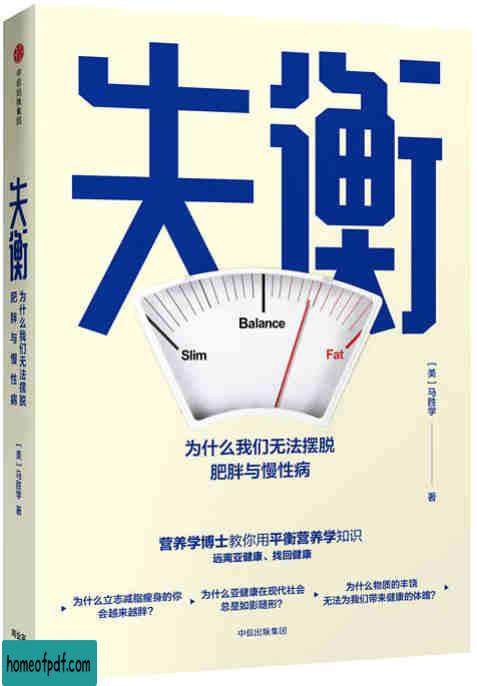 中信出版集团
失衡
为什么我们无法摆脱
肥胖与慢性病
［美］马胜学 著
失衡
Slim
Balance
Fat
［美］马胜学
著
为什么我们无法摆脱
肥胖与慢性病
营养学博士教你用平衡营养学知识
远离亚健康、找回健康
为什么立志减脂瘦身的你
会越来越胖？
为什么亚健康在现代社会
总是如影随形？
为什么物质的丰饶
无法为我们带来健康的体魄？
中信出版集团
homeofpdf.com